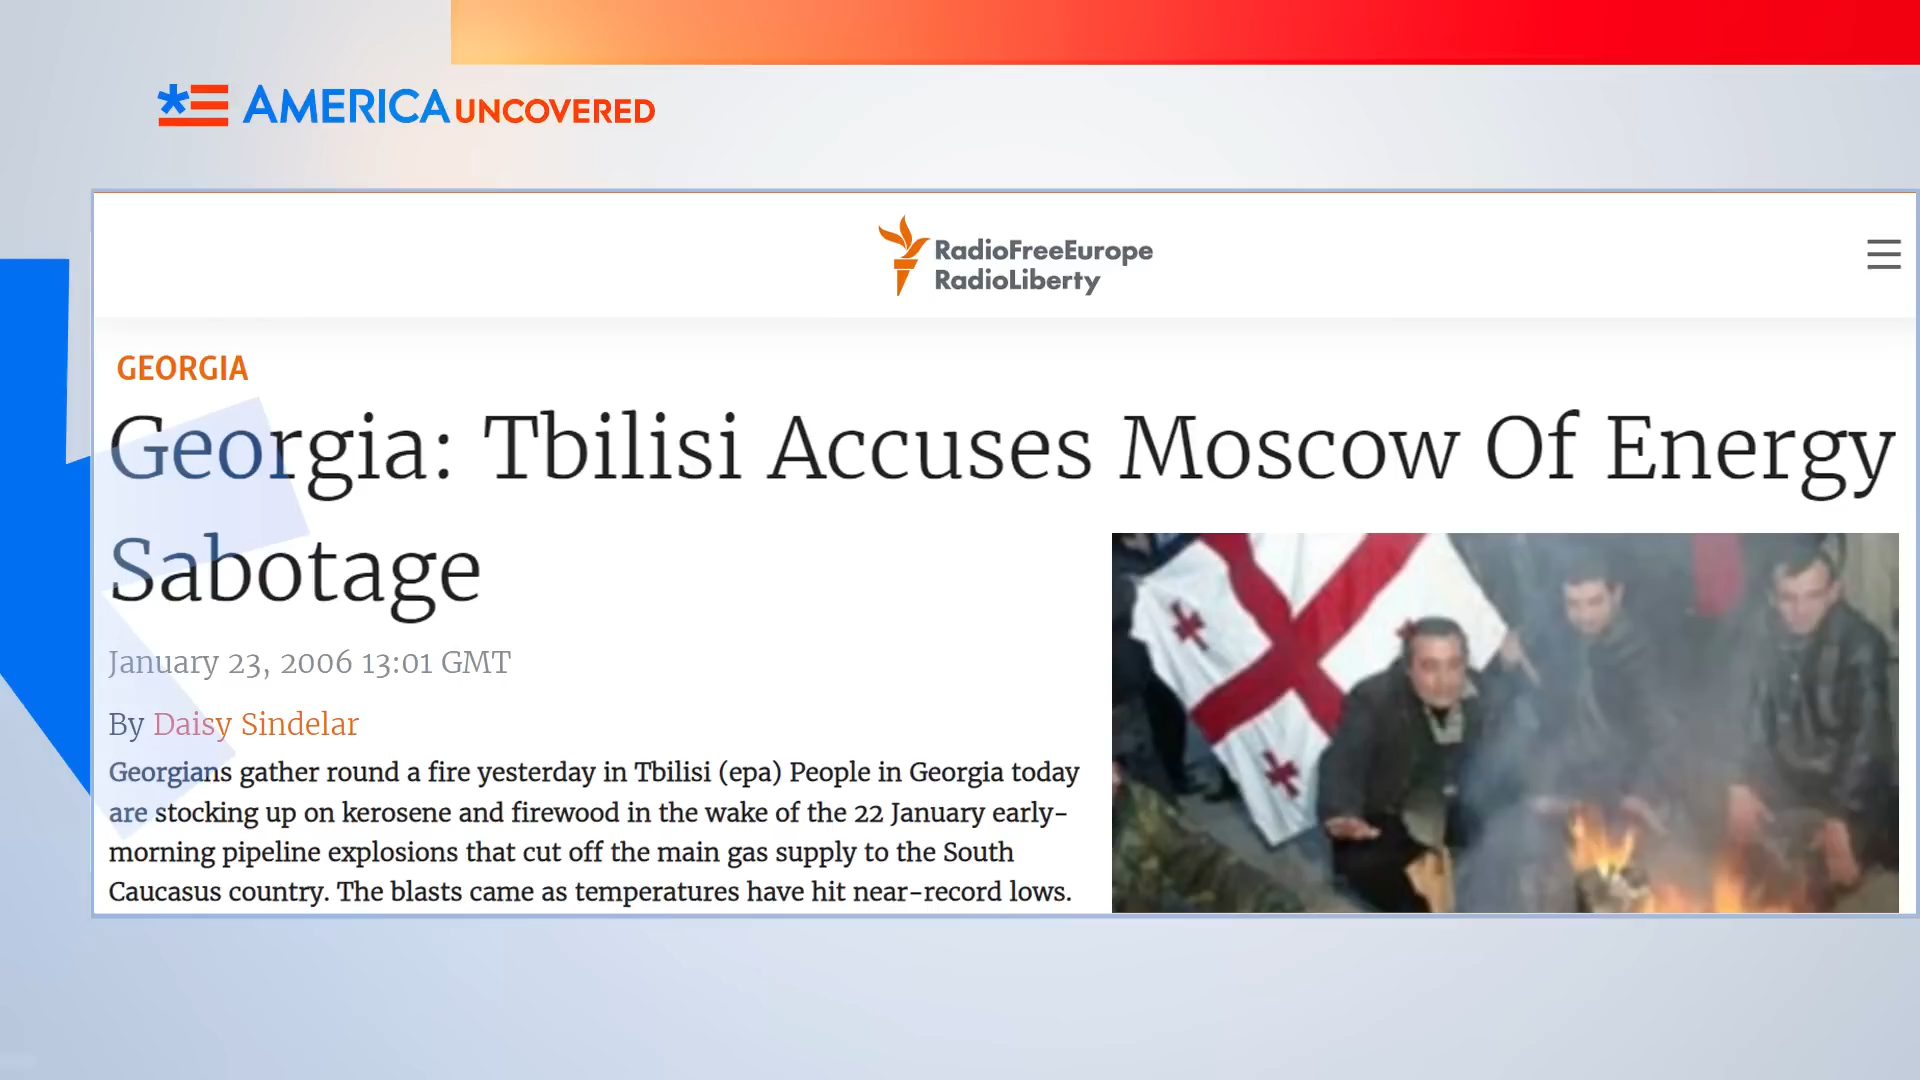 AMERICA UNCOVERED
RadioFreeEurope
RadioLiberty
GEORGIA
Georgia: Tbilisi Accuses Moscow Of Energy
Sabotage
January 23, 2006 13:01 GMT
By Daisy Sindelar
Georgians gather round a fire yesterday in Tbilisi (epa) People in Georgia today
are stocking up on kerosene and firewood in the wake of the 22 January early-
morning pipeline explosions that cut off the main gas supply to the South
Caucasus country. The blasts came as temperatures have hit near-record lows.